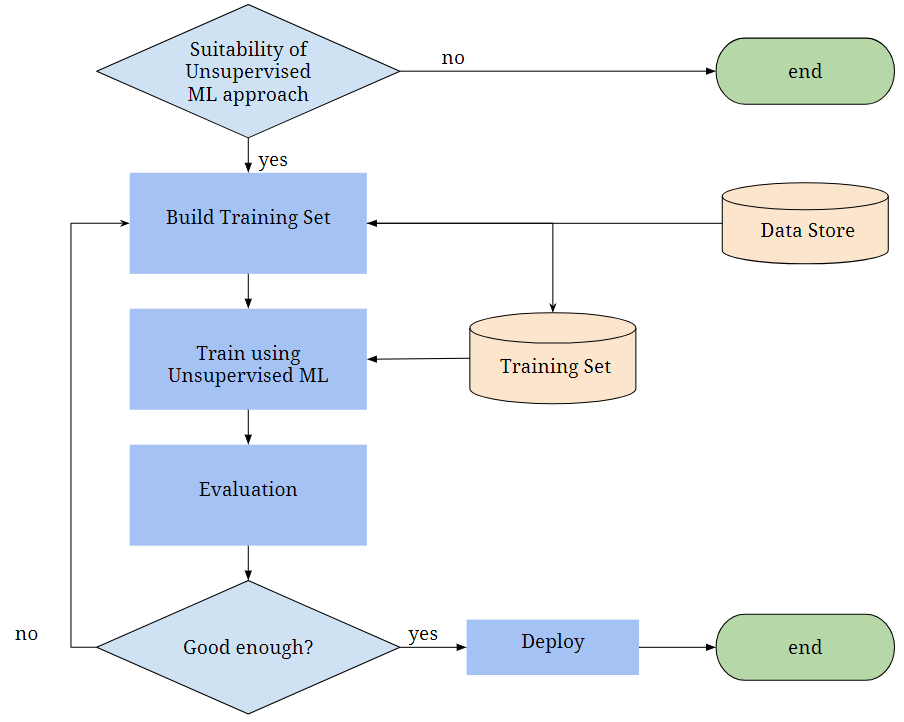 Suitability of
Unsupervised
ML approach
no
end
yes
Build Training Set
Data Store
Train using
Unsupervised ML
Training Set
Evaluation
no
Good enough?
yes
Deploy
end